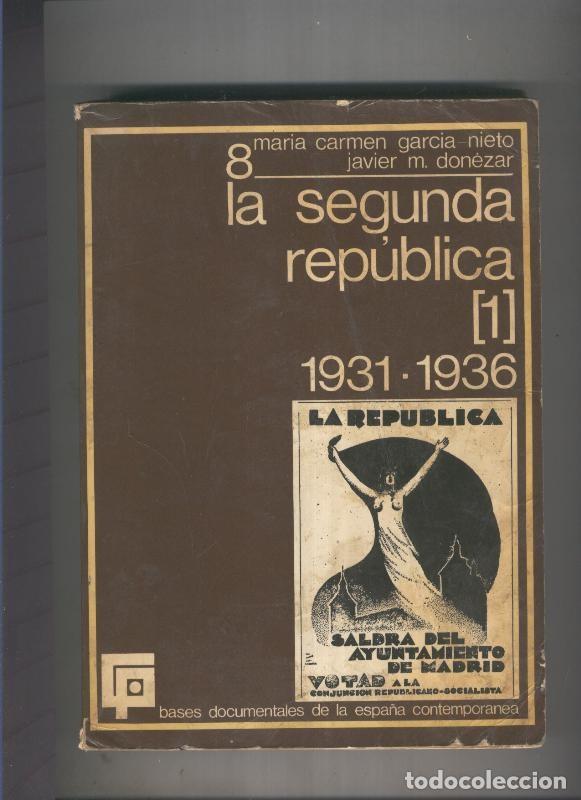 maria carmen garcia-nieto
javier m. donézar
8
la segunda
república
[1]
1931·1936
LA REPUBLICA
SALDRA DEL
AYUNTAMIENTO
DE MADRID
VOTAD A LA
CONJUNCION REPUBLICANO-SOCIALISTA
bases documentales de la españa contemporanea
todocoleccion.net